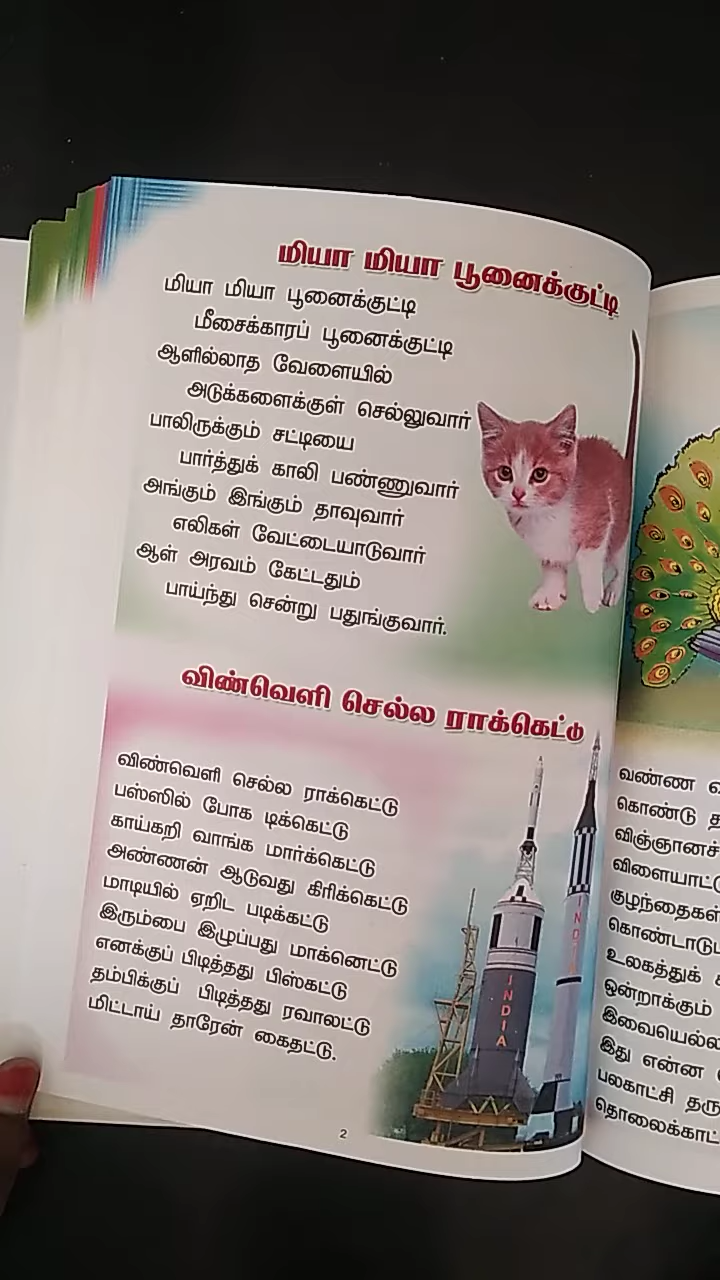 மியா மியா பூனைக்குட்டி
மியா மியா பூனைக்குட்டி
மீசைக்காரப் பூனைக்குட்டி
ஆளில்லாத வேளையில்
அடுக்களைக்குள் செல்லுவார்
பாலிருக்கும் சட்டியை
பார்த்துக் காலி பண்ணுவார்
அங்கும் இங்கும் தாவுவார்
எலிகள் வேட்டையாடுவார்
ஆள் அரவம் கேட்டதும்
பாய்ந்து சென்று பதுங்குவார்.
விண்வெளி செல்ல ராக்கெட்டு
விண்வெளி செல்ல ராக்கெட்டு
பஸ்ஸில் போக டிக்கெட்டு
காய்கறி வாங்க மார்க்கெட்டு
அண்ணன் ஆடுவது கிரிக்கெட்டு
மாடியில் ஏறிட படிக்கட்டு
இரும்பை இழுப்பது மாக்னெட்டு
எனக்குப் பிடித்தது பிஸ்கட்டு
தம்பிக்குப் பிடித்தது ரவாலட்டு
மிட்டாய் தாரேன் கைதட்டு.
INDIA
INDIA
2
வண்ண
கொண்டு
விஞ்ஞானச்
விளையாட்டு
குழந்தைகள்
உலகத்துக்
ஒன்றாக்கும்
இது என்ன
பலகாட்சி